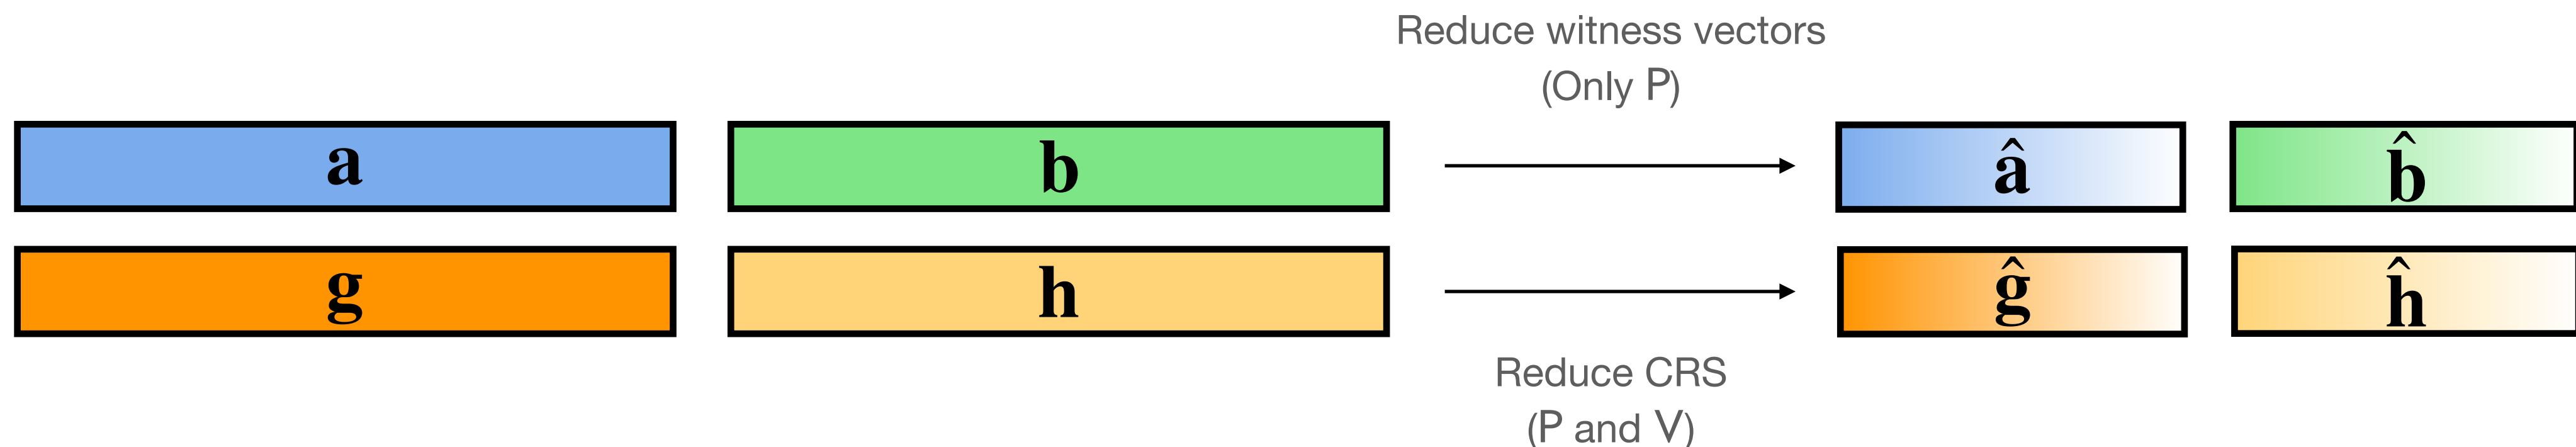 Reduce witness vectors
(Only P)
a b â b̂
g h ĝ ĥ
Reduce CRS
(P and V)